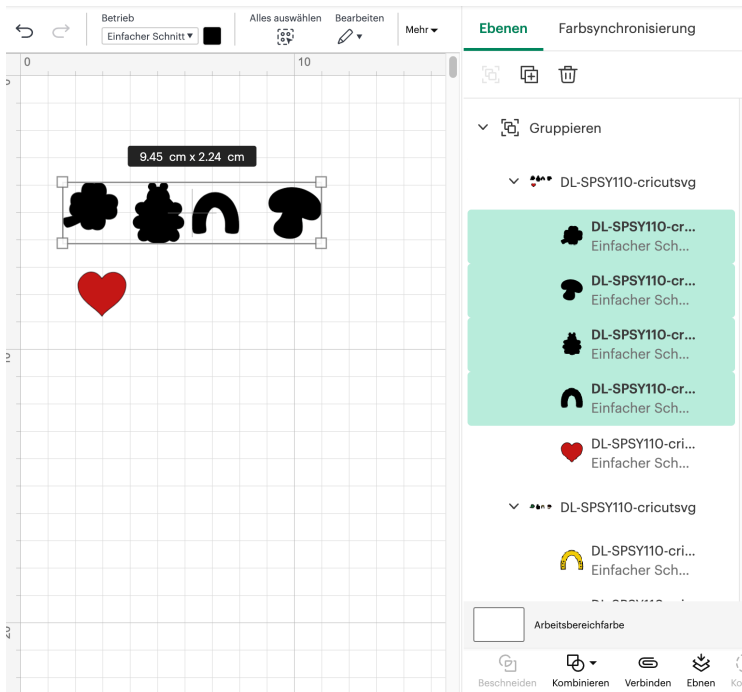 Betrieb
Einfacher Schnitt
Alles auswählen
Bearbeiten
Mehr
Ebenen
Farbsynchronisierung
0
10
9.45 cm x 2.24 cm
Gruppieren
DL-SPSY110-cricutsvg
DL-SPSY110-cr...
Einfacher Sch...
DL-SPSY110-cr...
Einfacher Sch...
DL-SPSY110-cr...
Einfacher Sch...
DL-SPSY110-cr...
Einfacher Sch...
DL-SPSY110-cri...
Einfacher Sch...
DL-SPSY110-cricutsvg
DL-SPSY110-cri...
Einfacher Sch...
Arbeitsbereichfarbe
Beschneiden
Kombinieren
Verbinden
Ebnen